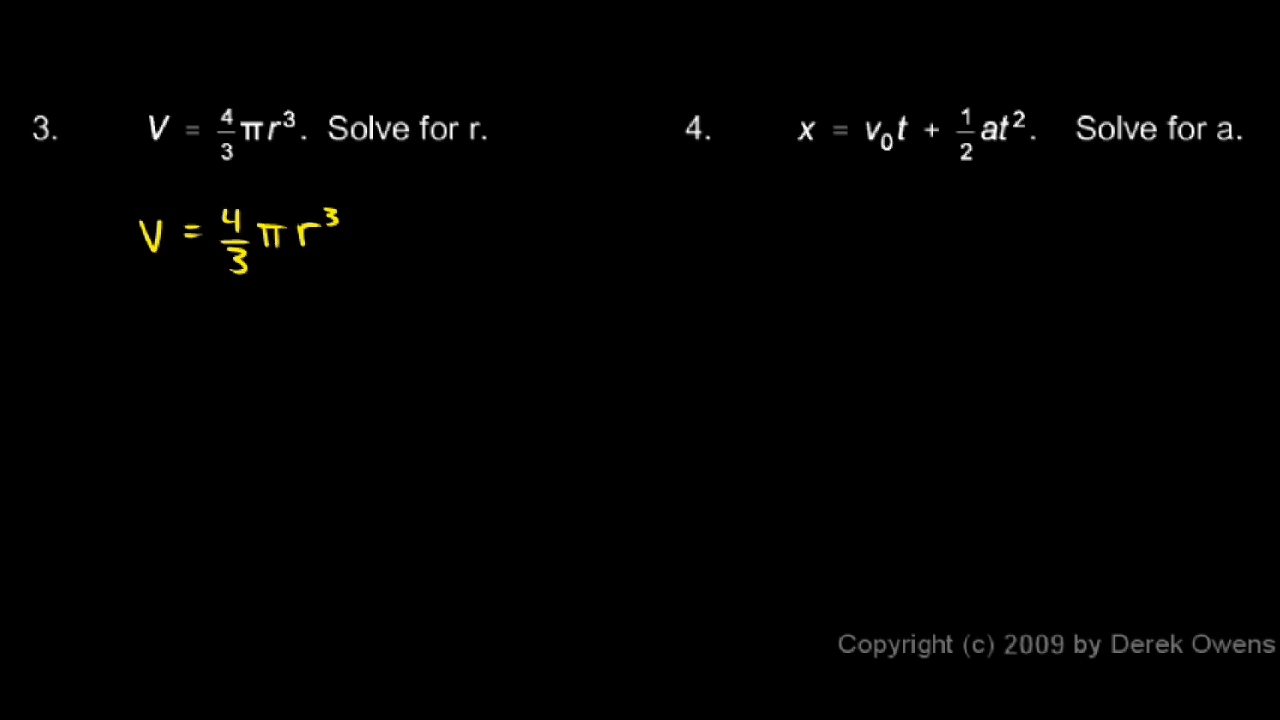 3. V = 4/3 πr³. Solve for r.
V = 4/3 π r³
4. x = v₀t + 1/2 at². Solve for a.
Copyright (c) 2009 by Derek Owens